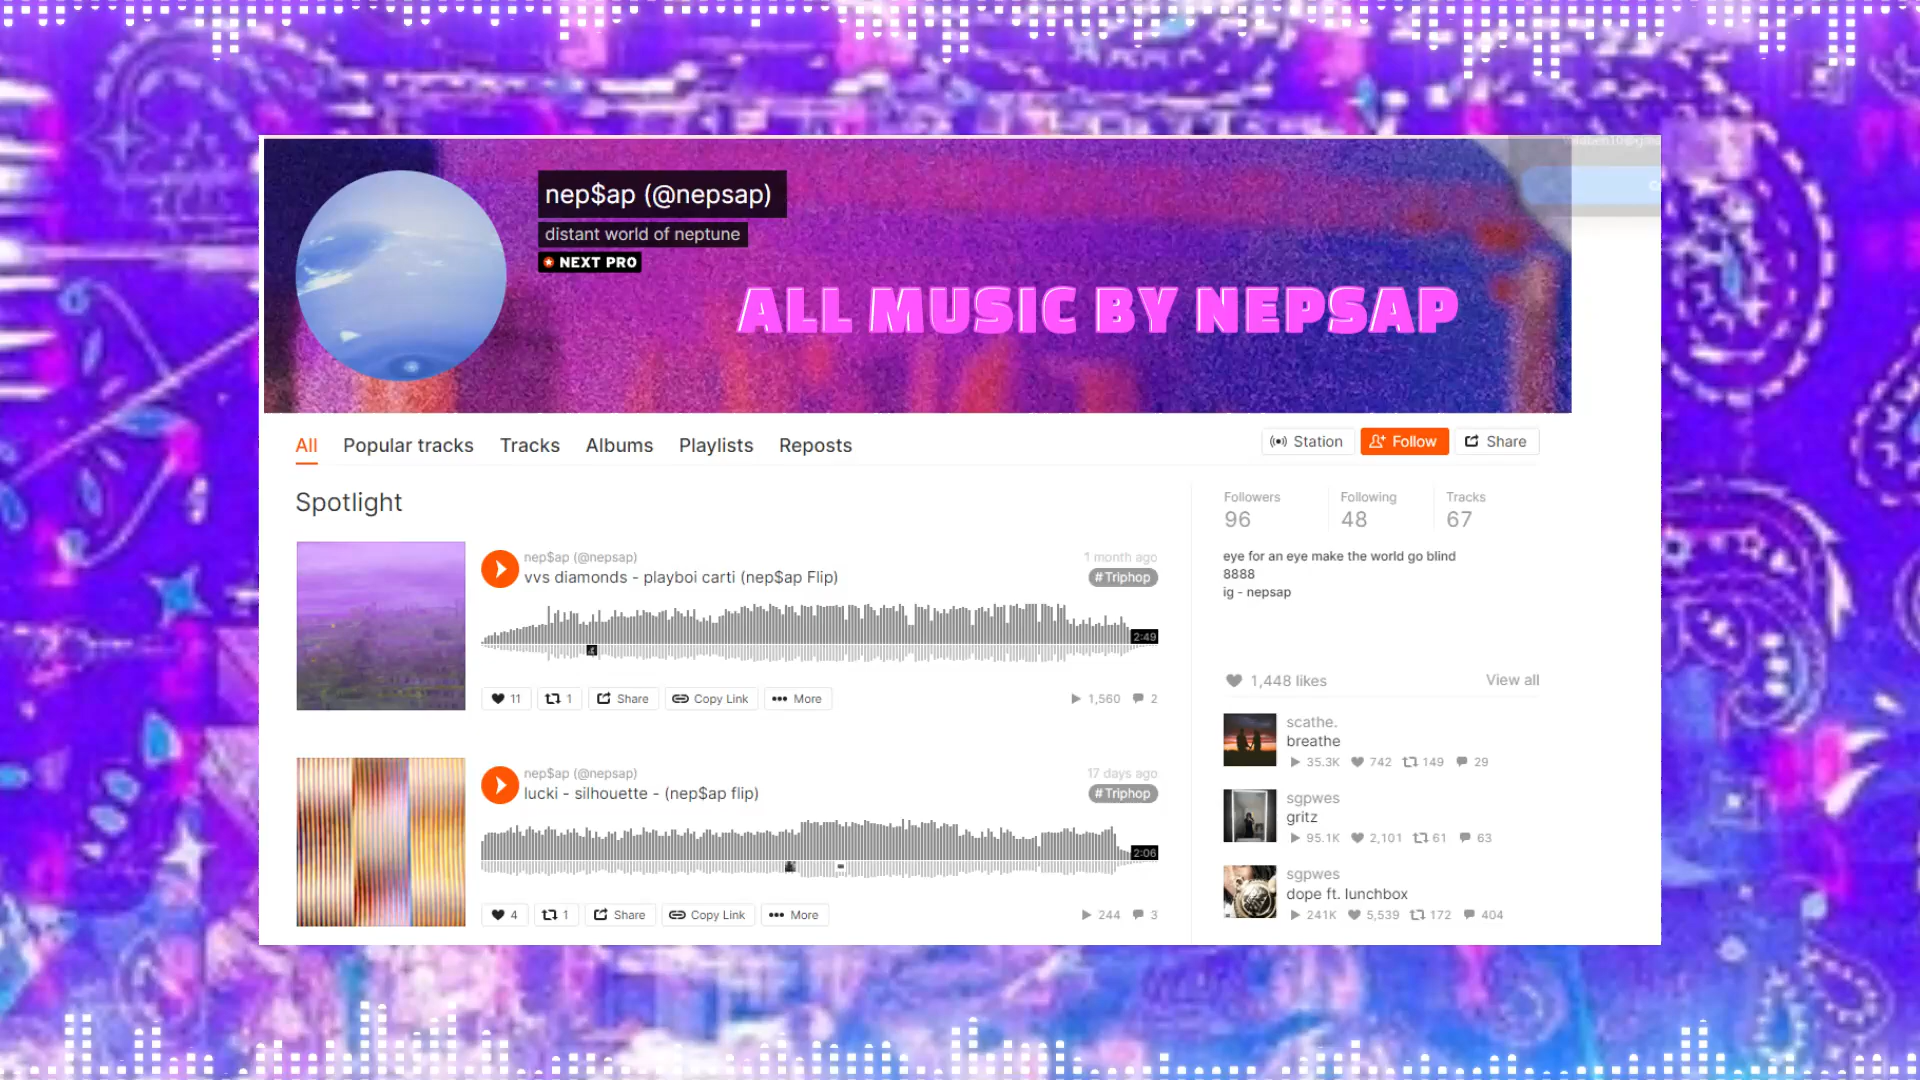 nep$ap (@nepsap)
distant world of neptune
NEXT PRO
ALL MUSIC BY NEPSAP
All Popular tracks Tracks Albums Playlists Reposts
Station Follow Share
Spotlight
Followers Following Tracks
96 48 67
eye for an eye make the world go blind
8888
ig - nepsap
nep$ap (@nepsap) 1 month ago
vvs diamonds - playboi carti (nep$ap Flip) #Triphop
2:49
11 1 Share Copy Link More 1,560 2
nep$ap (@nepsap) 17 days ago
lucki - silhouette - (nep$ap flip) #Triphop
2:06
4 1 Share Copy Link More 244 3
1,448 likes View all
scathe.
breathe
35.3K 742 149 29
sgpwes
gritz
95.1K 2,101 61 63
sgpwes
dope ft. lunchbox
241K 5,539 172 404